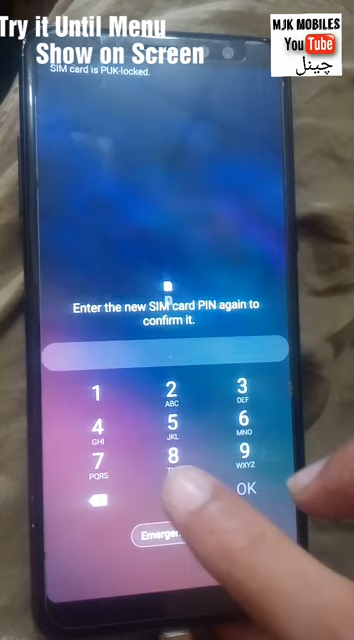 Try it Until Menu
Show on Screen
MJK MOBILES
YouTube
چینل
SIM card is PUK-locked.
Enter the new SIM card PIN again to
confirm it.
1
2 ABC
3 DEF
4 GHI
5 JKL
6 MNO
7 PQRS
8
9 WXYZ
OK